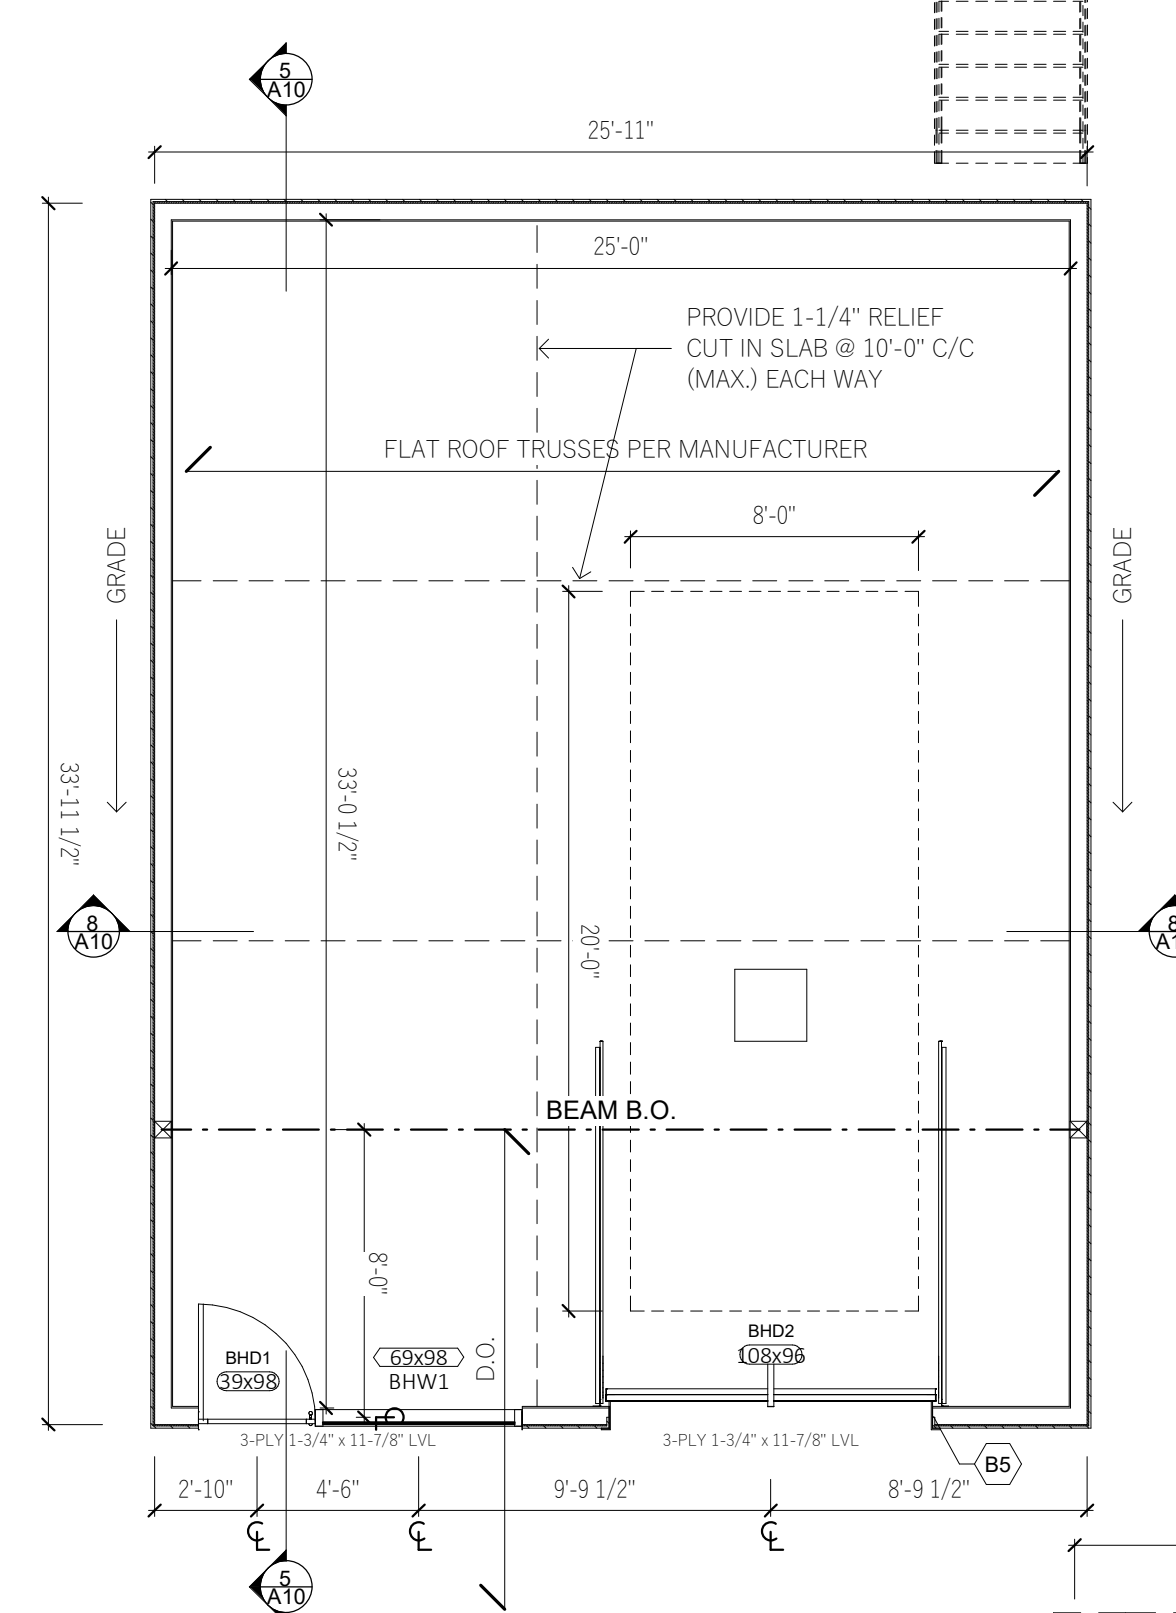 5
A10
25'-11"
25'-0"
PROVIDE 1-1/4" RELIEF
CUT IN SLAB @ 10'-0" C/C
(MAX.) EACH WAY
FLAT ROOF TRUSSES PER MANUFACTURER
8'-0"
GRADE
GRADE
33'-11 1/2"
33'-0 1/2"
8
A10
8
20'-0"
BEAM B.O.
8'-0"
D.O.
BHD1
39x98
69x98
BHW1
BHD2
108x96
3-PLY 1-3/4" x 11-7/8" LVL
3-PLY 1-3/4" x 11-7/8" LVL
B5
2'-10"
4'-6"
9'-9 1/2"
8'-9 1/2"
℄
℄
℄
5
A10